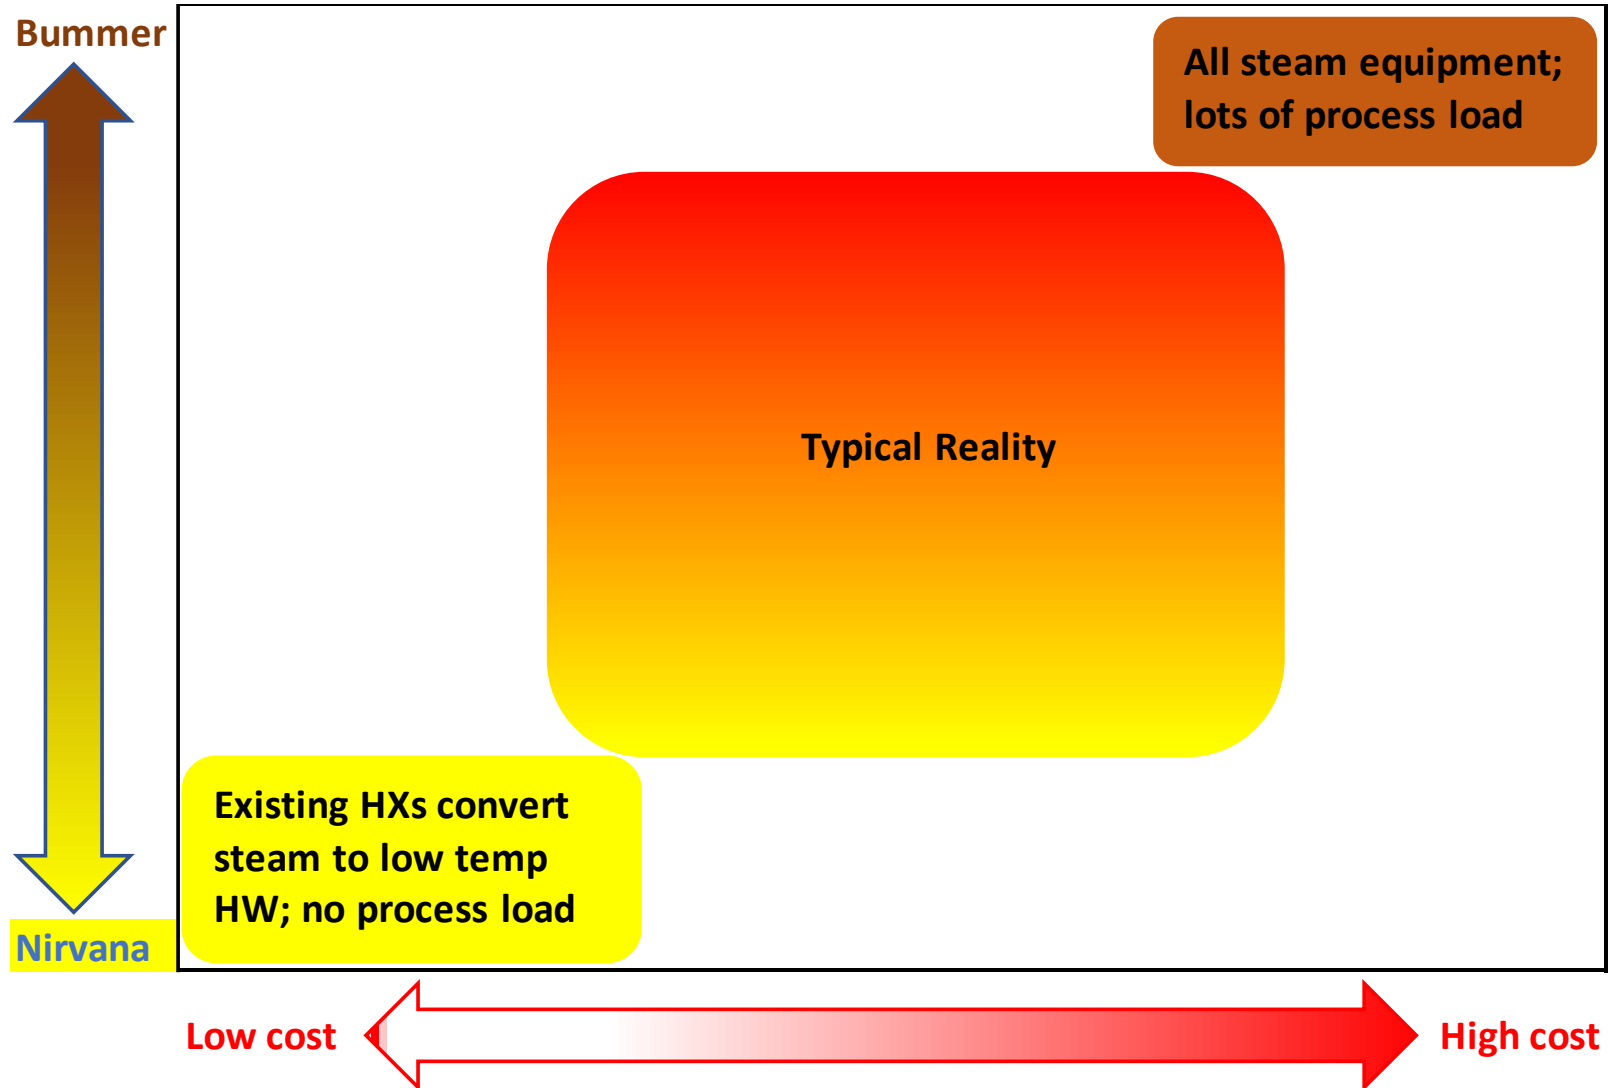 Bummer
All steam equipment;
lots of process load
Typical Reality
Existing HXs convert
steam to low temp
HW; no process load
Nirvana
Low cost
High cost